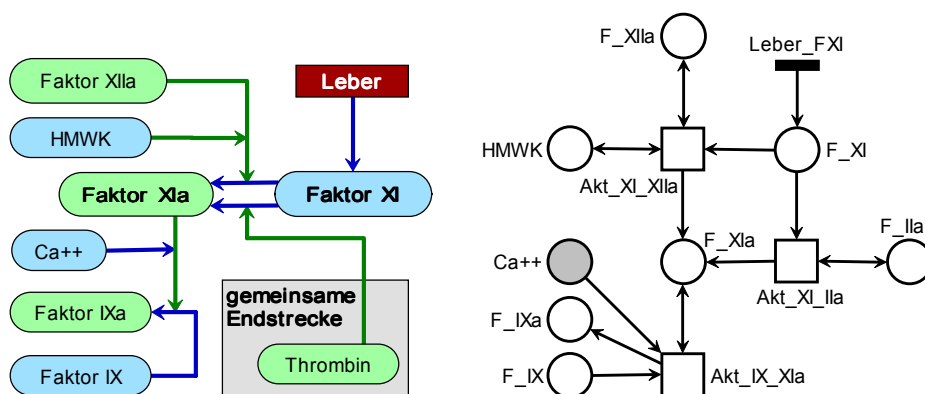 Faktor XIIa
HMWK
Leber
Faktor XIa
Faktor XI
Ca++
Faktor IXa
Faktor IX
gemeinsame
Endstrecke
Thrombin
F_XIIa
Leber_FXI
HMWK
F_XI
Akt_XI_XIIa
F_XIa
F_IIa
Ca++
Akt_XI_IIa
F_IXa
F_IX
Akt_IX_XIa